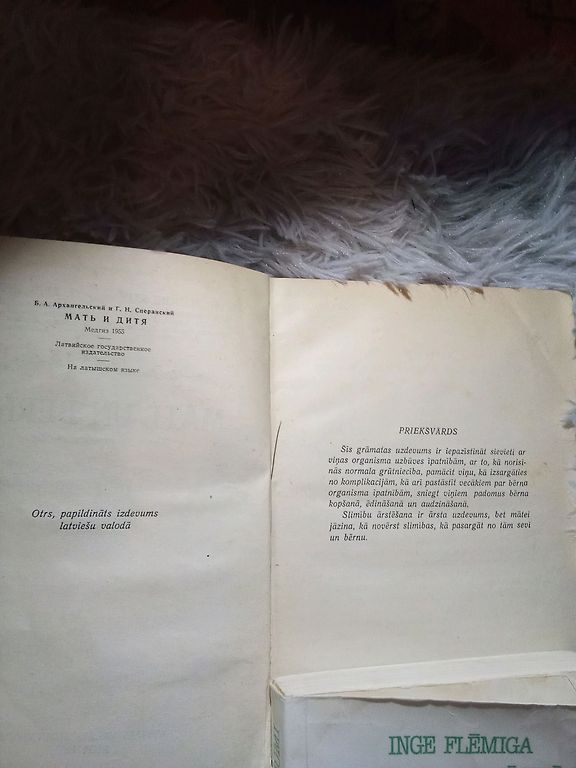 Б. А. Архангельский и Г. Н. Сперанский
МАТЬ И ДИТЯ
Медгиз 1953
Латвийское государственное
издательство
На латышском языке
Otrs, papildināts izdevums
latviešu valodā
PRIEKŠVĀRDS
Šīs grāmatas uzdevums ir iepazīstināt sievieti ar
viņas organisma uzbūves īpatnībām, ar to, kā norisi-
nās normala grūtniecība, pamācīt viņu, kā izsargāties
no komplikacijām, kā arī pastāstīt vecākiem par bērna
organisma īpatnībām, sniegt viņiem padomus bērna
kopšanā, ēdināšanā un audzināšanā.
Slimību ārstēšana ir ārsta uzdevums, bet mātei
jāzina, kā novērst slimības, kā pasargāt no tām sevi
un bērnu.
INGE FLĒMIGA